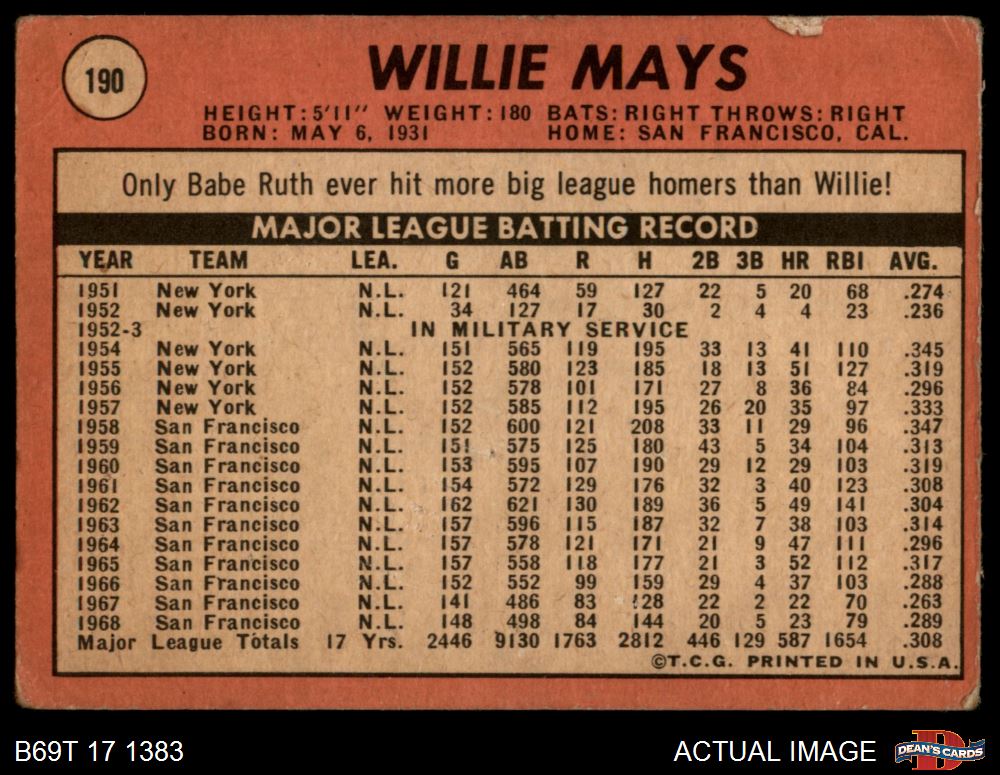 190
WILLIE MAYS
HEIGHT: 5'11" WEIGHT: 180 BATS: RIGHT THROWS: RIGHT
BORN: MAY 6, 1931 HOME: SAN FRANCISCO, CAL.
Only Babe Ruth ever hit more big league homers than Willie!
MAJOR LEAGUE BATTING RECORD
YEAR TEAM LEA. G AB R H 2B 3B HR RBI AVG.
1951 New York N.L. 121 464 59 127 22 5 20 68 .274
1952 New York N.L. 34 127 17 30 2 4 4 23 .236
1952-3 IN MILITARY SERVICE
1954 New York N.L. 151 565 119 195 33 13 41 110 .345
1955 New York N.L. 152 580 123 185 18 13 51 127 .319
1956 New York N.L. 152 578 101 171 27 8 36 84 .296
1957 New York N.L. 152 585 112 195 26 20 35 97 .333
1958 San Francisco N.L. 152 600 121 208 33 11 29 96 .347
1959 San Francisco N.L. 151 575 125 180 43 5 34 104 .313
1960 San Francisco N.L. 153 595 107 190 29 12 29 103 .319
1961 San Francisco N.L. 154 572 129 176 32 3 40 123 .308
1962 San Francisco N.L. 162 621 130 189 36 5 49 141 .304
1963 San Francisco N.L. 157 596 115 187 32 7 38 103 .314
1964 San Francisco N.L. 157 578 121 171 21 9 47 111 .296
1965 San Francisco N.L. 157 558 118 177 21 3 52 112 .317
1966 San Francisco N.L. 152 552 99 159 29 4 37 103 .288
1967 San Francisco N.L. 141 486 83 128 22 2 22 70 .263
1968 San Francisco N.L. 148 498 84 144 20 5 23 79 .289
Major League Totals 17 Yrs. 2446 9130 1763 2812 446 129 587 1654 .308
©T.C.G. PRINTED IN U.S.A.
B69T 17 1383 ACTUAL IMAGE D DEAN'S CARDS